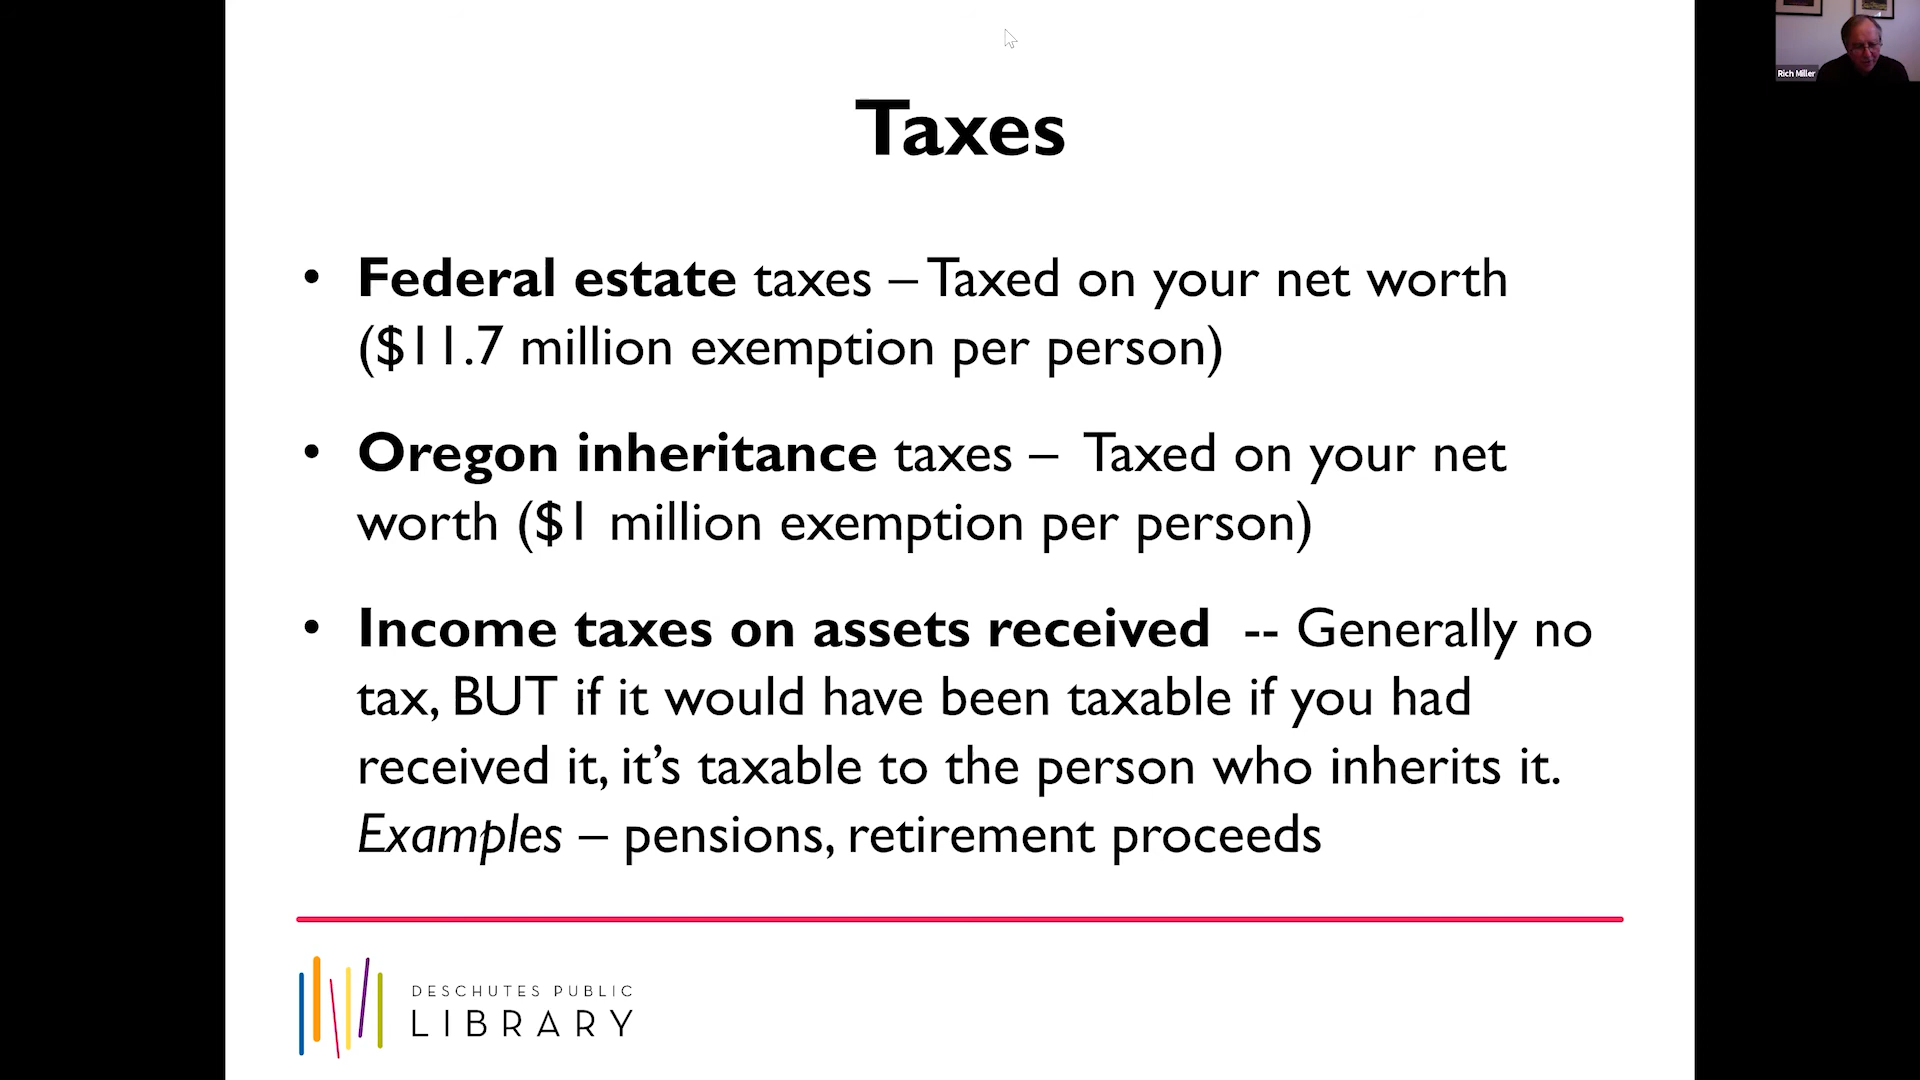 Rich Miller
Taxes
• Federal estate taxes – Taxed on your net worth
($11.7 million exemption per person)
• Oregon inheritance taxes – Taxed on your net
worth ($1 million exemption per person)
• Income taxes on assets received -- Generally no
tax, BUT if it would have been taxable if you had
received it, it’s taxable to the person who inherits it.
Examples – pensions, retirement proceeds
DESCHUTES PUBLIC
LIBRARY